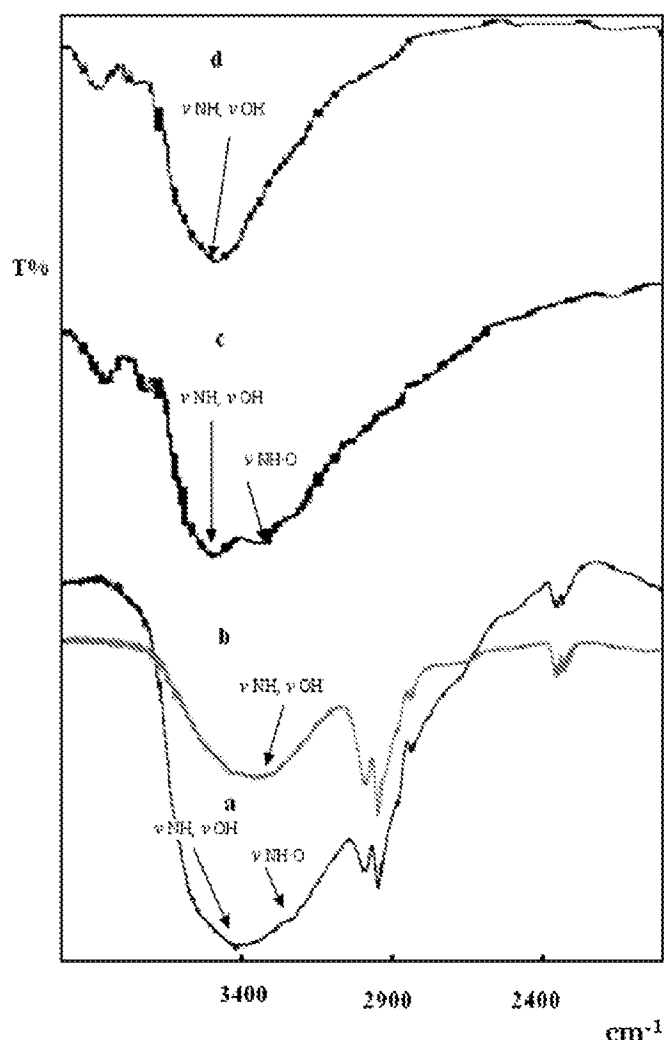 d
ν NH, ν OH
T%
c
ν NH, ν OH
ν NH-O
b
ν NH, ν OH
a
ν NH, ν OH
ν NH-O
3400 2900 2400
cm-1